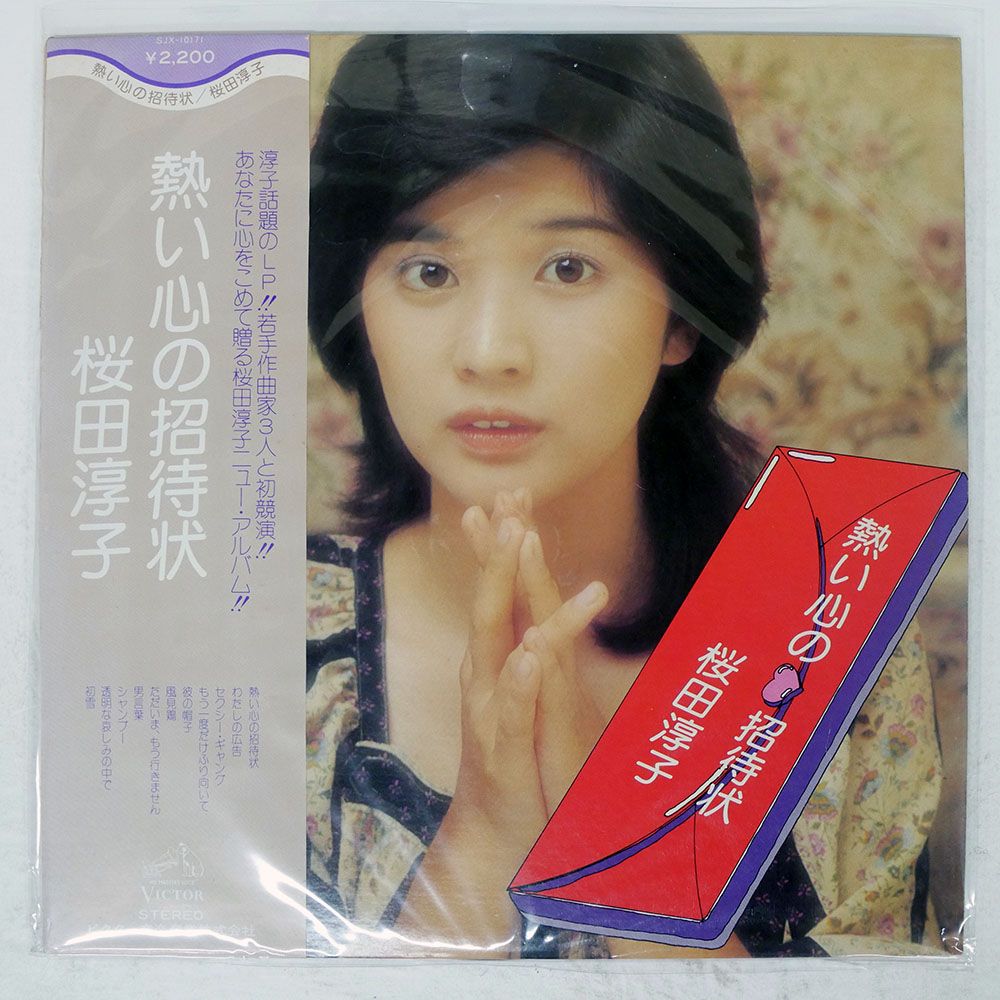 SJX-10171
¥2,200
熱い心の招待状／桜田淳子
淳子話題のLP!!若手作曲家3人と初競演!!
あなたに心をこめて贈る桜田淳子ニュー・アルバム!!
熱い心の招待状
桜田淳子
熱い心の招待状
わたしの広告
セクシー・ギャング
もう一度だけふり向いて
彼の帽子
風見鶏
ただいま、もう行きません
男言葉
シャンプー
透明な哀しみの中で
初雪
VICTOR
STEREO
熱い心の招待状
桜田淳子